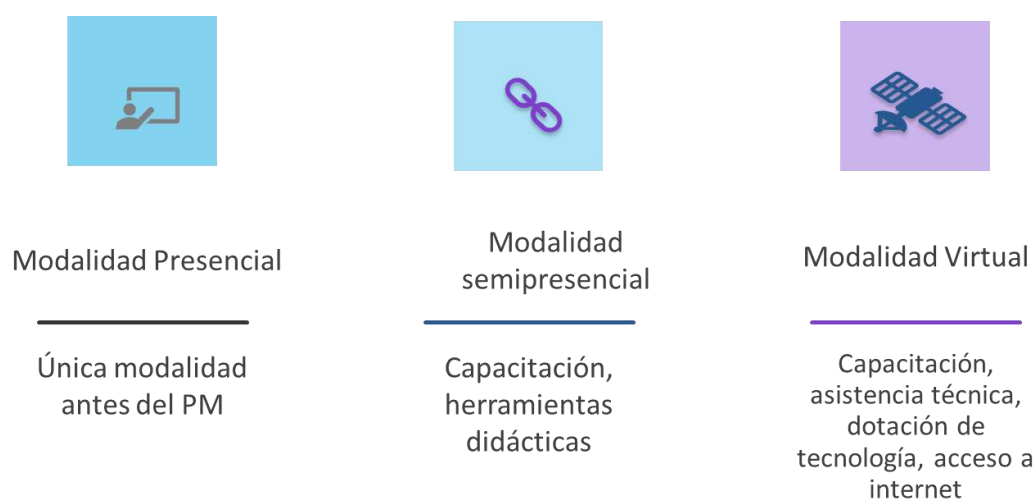 Modalidad Presencial
Única modalidad
antes del PM
Modalidad
semipresencial
Capacitación,
herramientas
didácticas
Modalidad Virtual
Capacitación,
asistencia técnica,
dotación de
tecnología, acceso a
internet